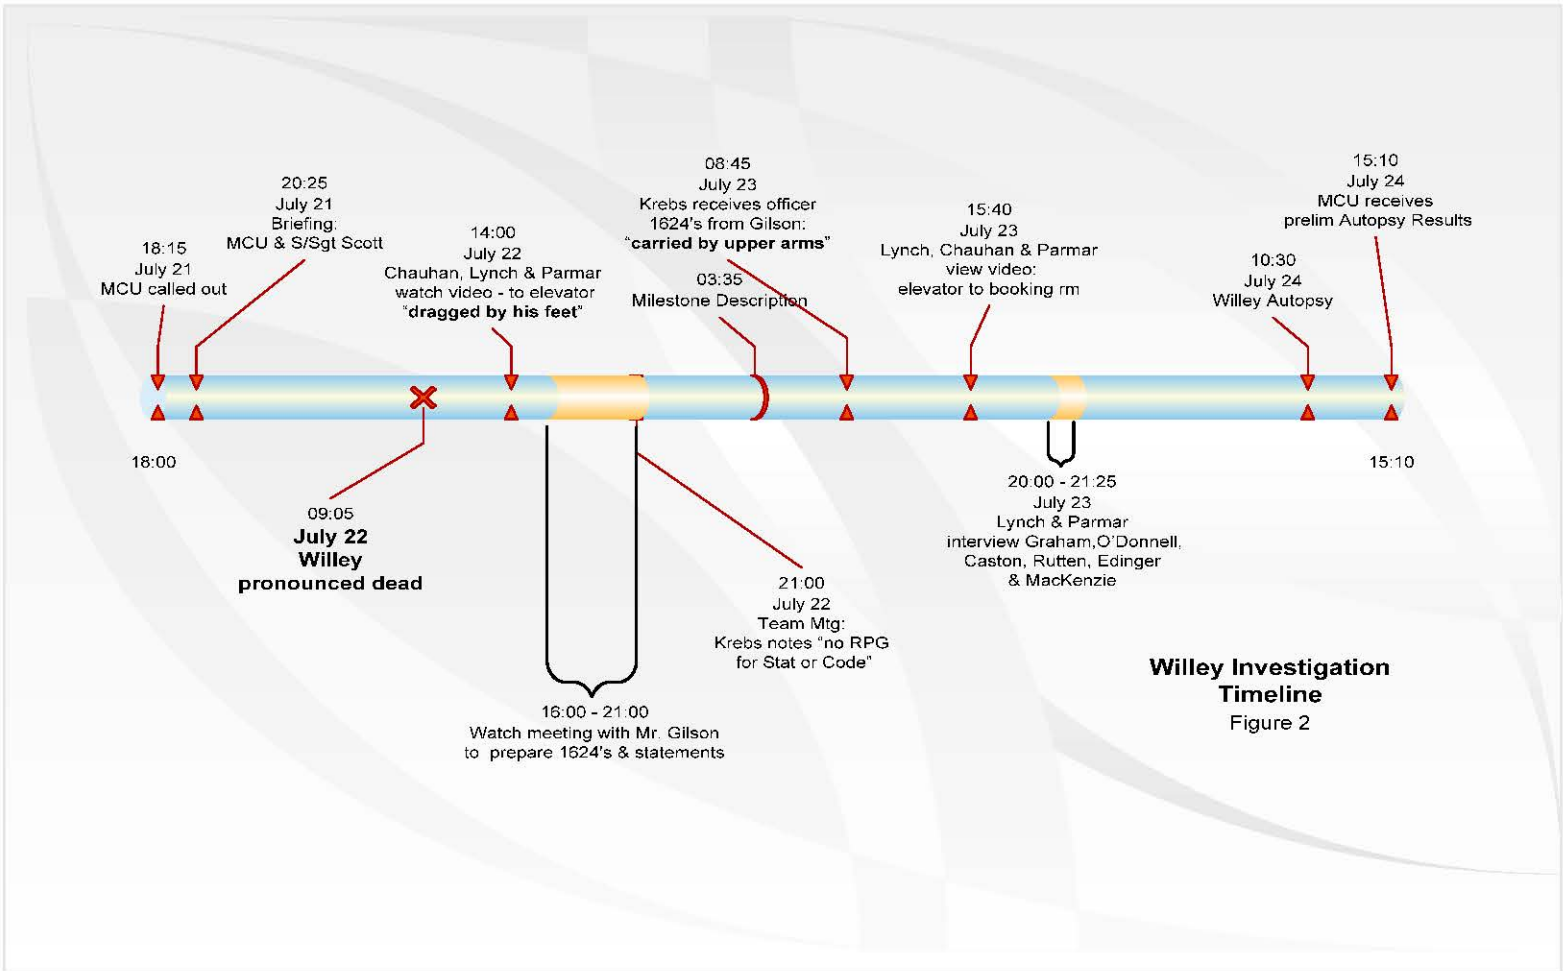 18:15
July 21
MCU called out
20:25
July 21
Briefing:
MCU & S/Sgt Scott
14:00
July 22
Chauhan, Lynch & Parmar
watch video - to elevator
"dragged by his feet"
08:45
July 23
Krebs receives officer
1624's from Gilson:
"carried by upper arms"
03:35
Milestone Description
15:40
July 23
Lynch, Chauhan & Parmar
view video:
elevator to booking rm
10:30
July 24
Willey Autopsy
15:10
July 24
MCU receives
prelim Autopsy Results
18:00
15:10
09:05
July 22
Willey
pronounced dead
16:00 - 21:00
Watch meeting with Mr. Gilson
to prepare 1624's & statements
21:00
July 22
Team Mtg:
Krebs notes "no RPG
for Stat or Code"
20:00 - 21:25
July 23
Lynch & Parmar
interview Graham,O'Donnell,
Caston, Rutten, Edinger
& MacKenzie
Willey Investigation
Timeline
Figure 2